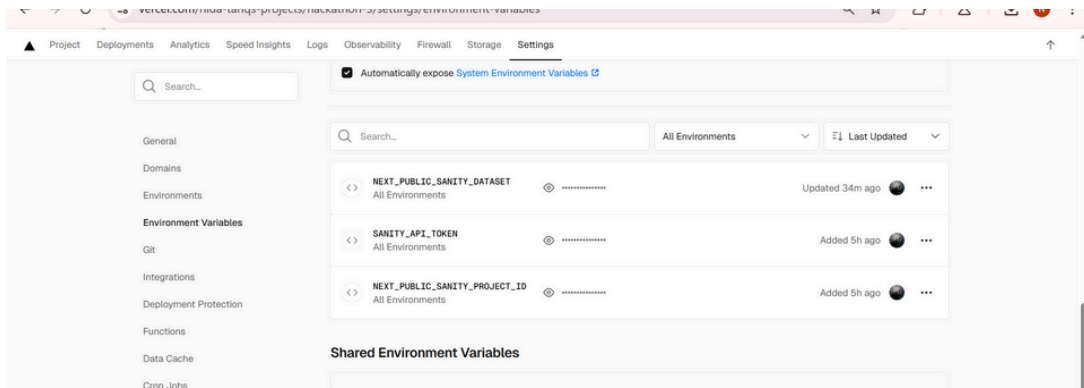 vercel.com/nida-tariqs-projects/hackathon-3/settings/environment-variables
Project Deployments Analytics Speed Insights Logs Observability Firewall Storage Settings
Automatically expose System Environment Variables
Search...
General
Domains
Environments
Environment Variables
Git
Integrations
Deployment Protection
Functions
Data Cache
Cron Jobs
Search... All Environments Last Updated
NEXT_PUBLIC_SANITY_DATASET
All Environments
•••••••••••••••
Updated 34m ago
SANITY_API_TOKEN
All Environments
•••••••••••••••
Added 5h ago
NEXT_PUBLIC_SANITY_PROJECT_ID
All Environments
•••••••••••••••
Added 5h ago
Shared Environment Variables